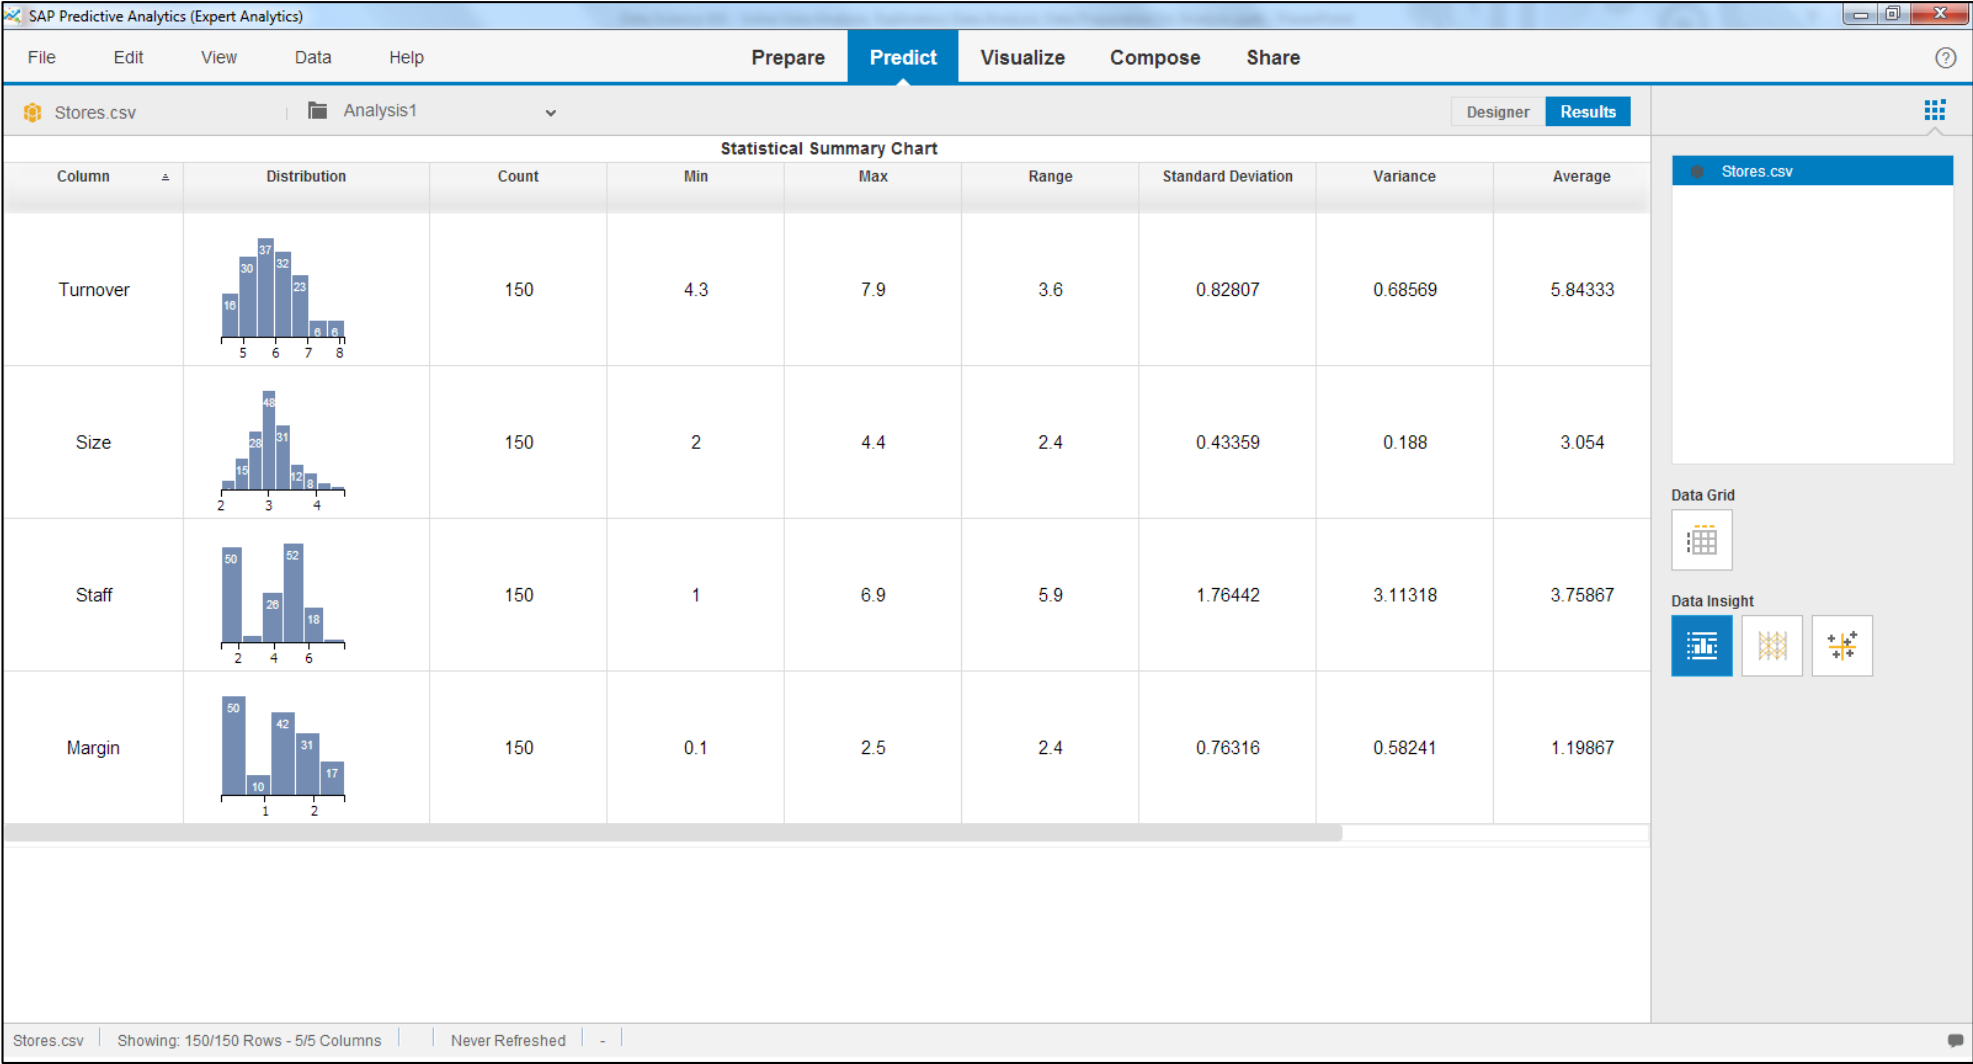 SAP Predictive Analytics (Expert Analytics)
File Edit View Data Help Prepare Predict Visualize Compose Share ?
Stores.csv Analysis1 Designer Results
Statistical Summary Chart
Column Distribution Count Min Max Range Standard Deviation Variance Average
Stores.csv
37
32
30
23
16
6 6
5 6 7 8
Turnover 150 4.3 7.9 3.6 0.82807 0.68569 5.84333
48
31
28
15
12
8
2 3 4
Size 150 2 4.4 2.4 0.43359 0.188 3.054
Data Grid
52
50
26
18
2 4 6
Staff 150 1 6.9 5.9 1.76442 3.11318 3.75867
Data Insight
50
42
31
17
10
1 2
Margin 150 0.1 2.5 2.4 0.76316 0.58241 1.19867
Stores.csv Showing: 150/150 Rows - 5/5 Columns Never Refreshed -